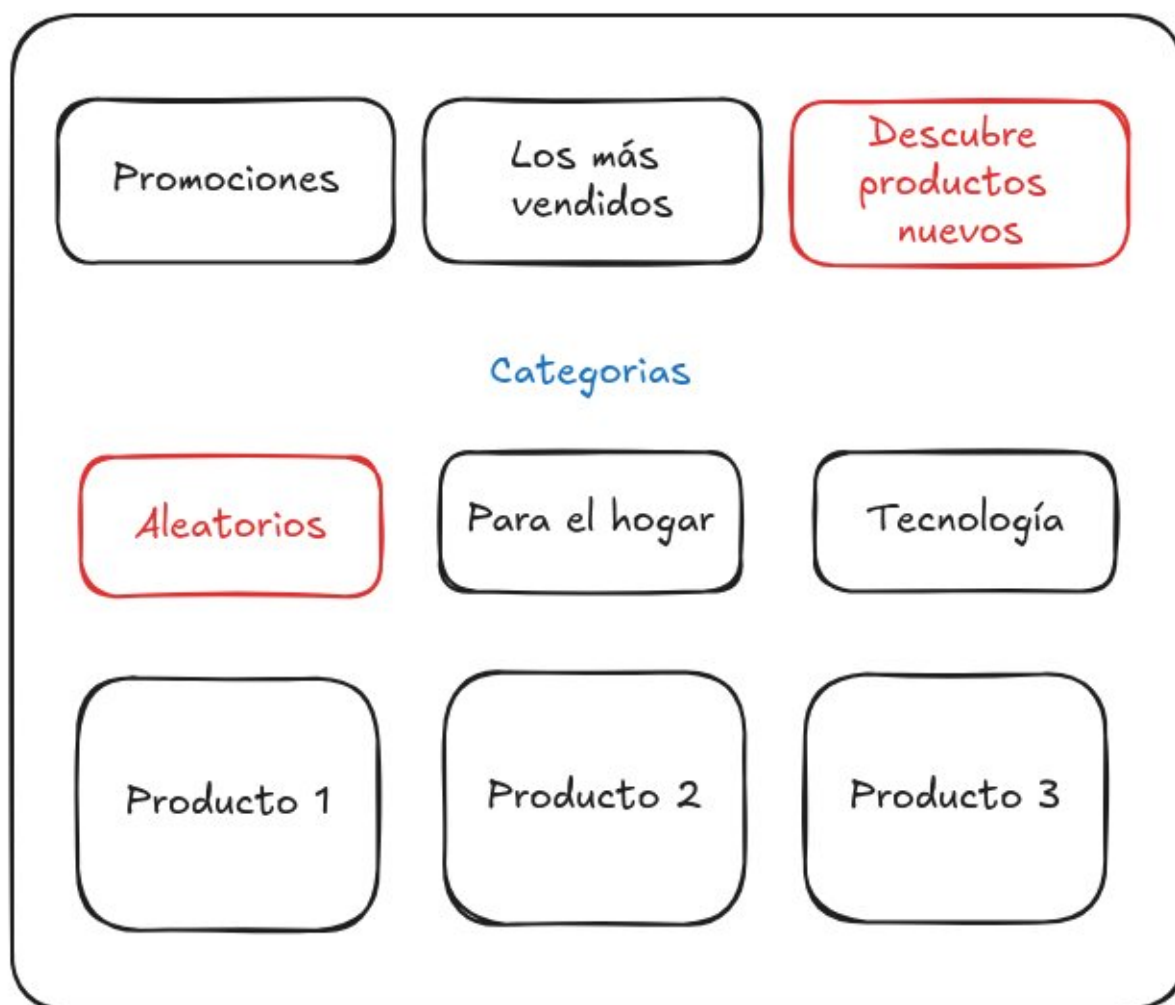 Promociones
Los más
vendidos
Descubre
productos
nuevos
Categorias
Aleatorios
Para el hogar
Tecnología
Producto 1
Producto 2
Producto 3